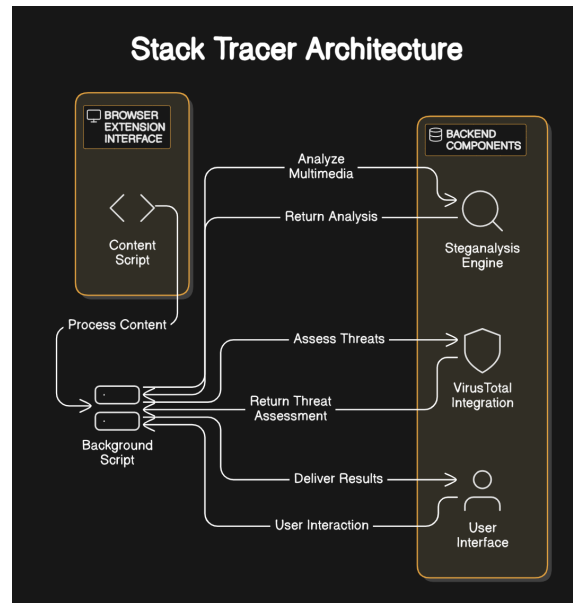 Stack Tracer Architecture
BROWSER
EXTENSION
INTERFACE
BACKEND
COMPONENTS
Analyze
Multimedia
Return Analysis
Content
Script
Steganalysis
Engine
Process Content
Assess Threats
VirusTotal
Integration
Return Threat
Assessment
Background
Script
Deliver Results
User Interaction
User
Interface